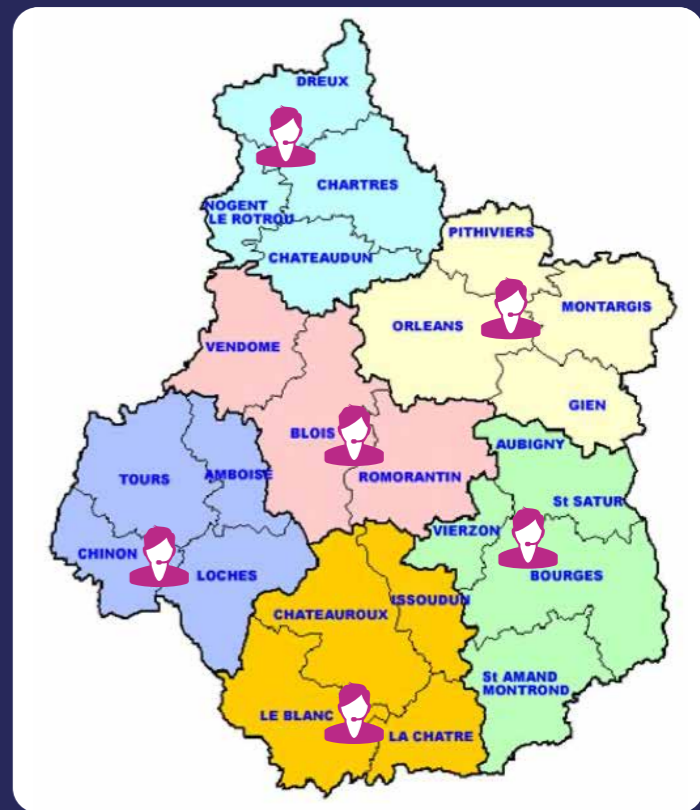 DREUX
CHARTRES
NOGENT
LE ROTROU
CHATEAUDUN
PITHIVIERS
MONTARGIS
ORLEANS
VENDOME
GIEN
BLOIS
AUBIGNY
ROMORANTIN
TOURS
AMBOISE
St SATUR
VIERZON
CHINON
LOCHES
BOURGES
ISSOUDUN
CHATEAUROUX
St AMAND
MONTROND
LE BLANC
LA CHATRE